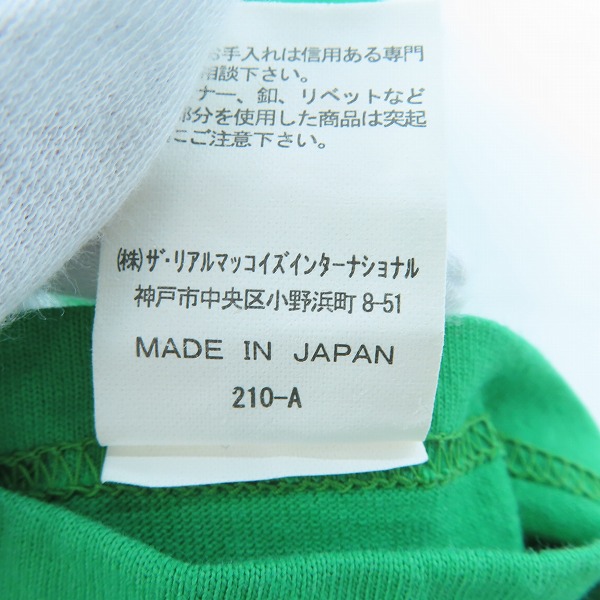 お手入れは信用ある専門
相談下さい。
ナー、釦、リベットなど
部分を使用した商品は突起
にご注意下さい。
(株)ザ・リアルマッコイズインターナショナル
神戸市中央区小野浜町 8-51
MADE IN JAPAN
210-A